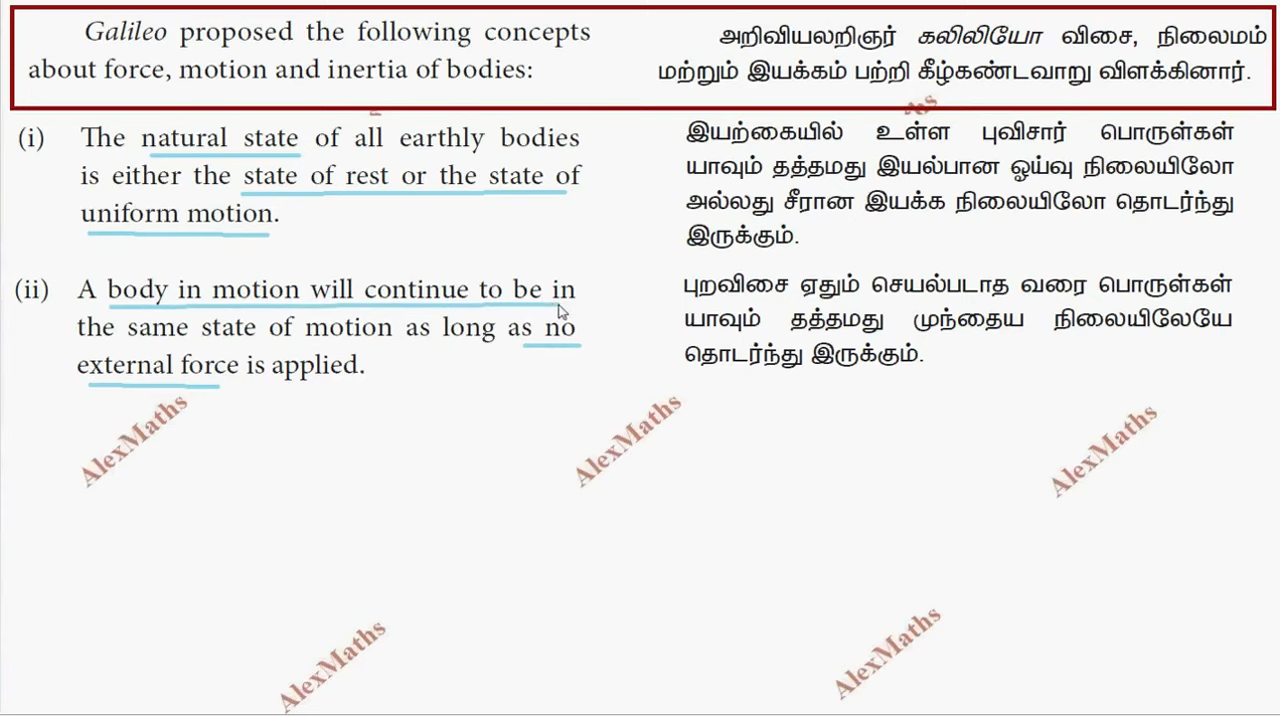 Galileo proposed the following concepts
about force, motion and inertia of bodies:
அறிவியலறிஞர் கலிலியோ விசை, நிலைமம்
மற்றும் இயக்கம் பற்றி கீழ்கண்டவாறு விளக்கினார்.
(i) The natural state of all earthly bodies
is either the state of rest or the state of
uniform motion.
இயற்கையில் உள்ள புவிசார் பொருள்கள்
யாவும் தத்தமது இயல்பான ஓய்வு நிலையிலோ
அல்லது சீரான இயக்க நிலையிலோ தொடர்ந்து
இருக்கும்.
(ii) A body in motion will continue to be in
the same state of motion as long as no
external force is applied.
புறவிசை ஏதும் செயல்படாத வரை பொருள்கள்
யாவும் தத்தமது முந்தைய நிலையிலேயே
தொடர்ந்து இருக்கும்.
AlexMaths
AlexMaths
AlexMaths
AlexMaths
AlexMaths